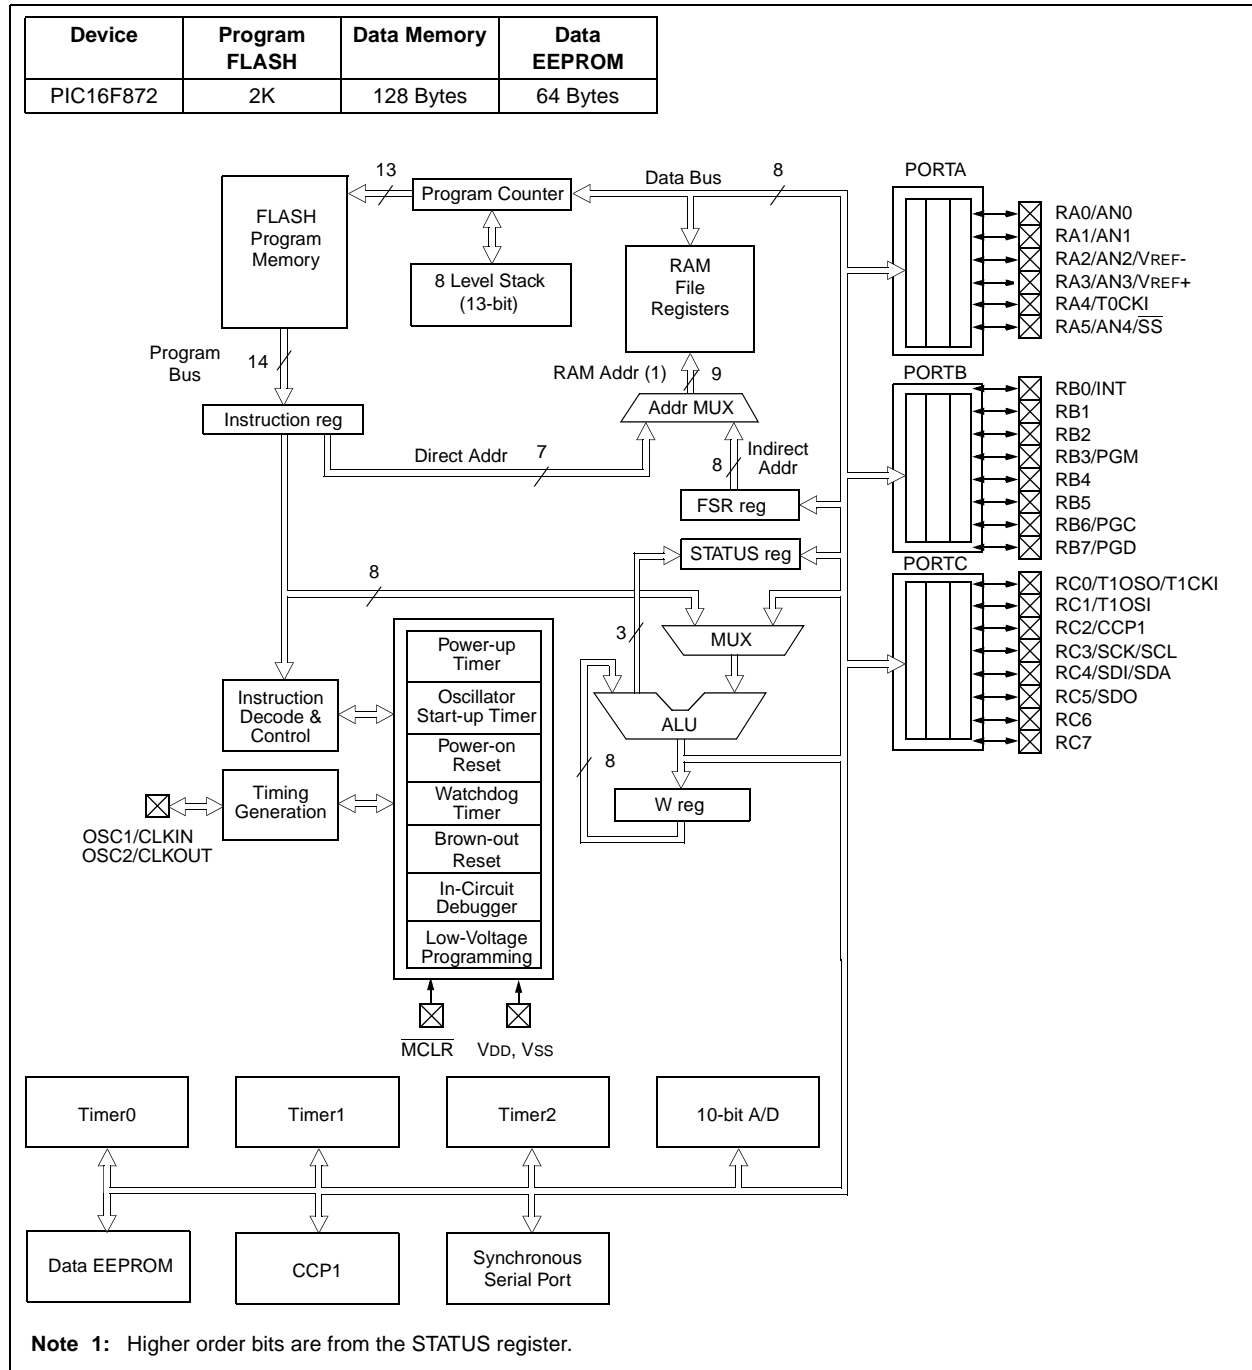 Device Program FLASH Data Memory Data EEPROM
PIC16F872 2K 128 Bytes 64 Bytes
13
Program Counter
Data Bus
8
PORTA
FLASH
Program
Memory
8 Level Stack
(13-bit)
RAM
File
Registers
RA0/AN0
RA1/AN1
RA2/AN2/VREF-
RA3/AN3/VREF+
RA4/T0CKI
RA5/AN4/SS
Program
Bus
14
RAM Addr (1)
9
PORTB
Instruction reg
Addr MUX
Direct Addr
7
8
Indirect
Addr
FSR reg
RB0/INT
RB1
RB2
RB3/PGM
RB4
RB5
RB6/PGC
RB7/PGD
STATUS reg
PORTC
8
3
MUX
RC0/T1OSO/T1CKI
RC1/T1OSI
RC2/CCP1
RC3/SCK/SCL
RC4/SDI/SDA
RC5/SDO
RC6
RC7
Power-up
Timer
Instruction
Decode &
Control
Oscillator
Start-up Timer
ALU
Power-on
Reset
8
Timing
Generation
Watchdog
Timer
W reg
OSC1/CLKIN
OSC2/CLKOUT
Brown-out
Reset
In-Circuit
Debugger
Low-Voltage
Programming
MCLR
VDD, VSS
Timer0
Timer1
Timer2
10-bit A/D
Data EEPROM
CCP1
Synchronous
Serial Port
Note 1: Higher order bits are from the STATUS register.